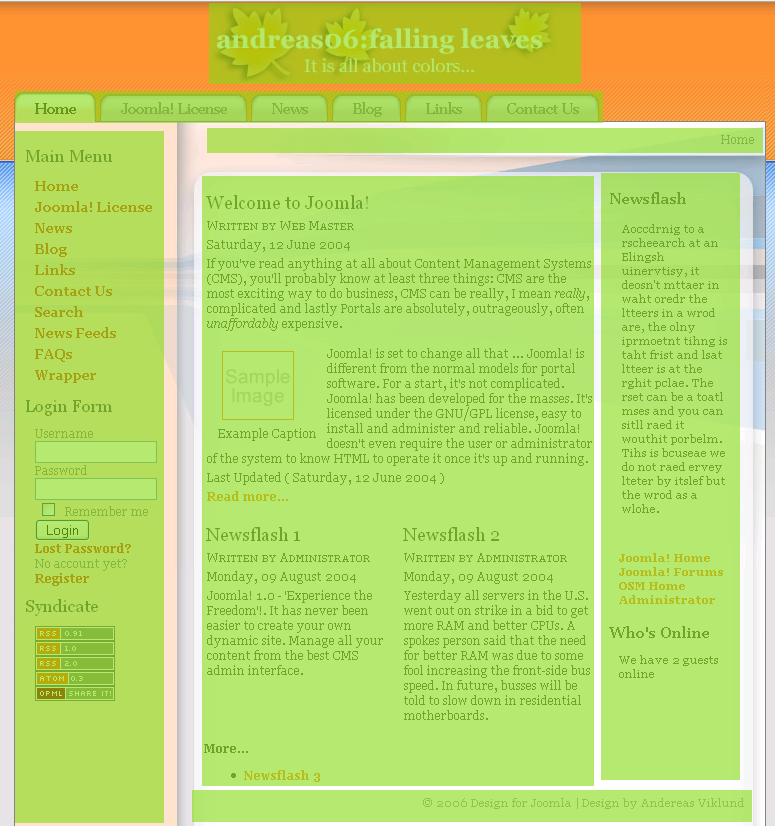 andreas06:falling leaves
It is all about colors...
Home Joomla! License News Blog Links Contact Us
Home
Main Menu
Home
Joomla! License
News
Blog
Links
Contact Us
Search
News Feeds
FAQs
Wrapper
Login Form
Username
Password
Remember me
Login
Lost Password?
No account yet?
Register
Syndicate
RSS 0.91
RSS 1.0
RSS 2.0
ATOM 0.3
OPML SHARE IT!
Welcome to Joomla!
Written by Web Master
Saturday, 12 June 2004
If you've read anything at all about Content Management Systems
(CMS), you'll probably know at least three things: CMS are the
most exciting way to do business, CMS can be really, I mean really,
complicated and lastly Portals are absolutely, outrageously, often
unaffordably expensive.
Sample
Image
Example Caption
Joomla! is set to change all that ... Joomla! is
different from the normal models for portal
software. For a start, it's not complicated.
Joomla! has been developed for the masses. It's
licensed under the GNU/GPL license, easy to
install and administer and reliable. Joomla!
doesn't even require the user or administrator
of the system to know HTML to operate it once it's up and running.
Last Updated ( Saturday, 12 June 2004 )
Read more...
Newsflash 1
Written by Administrator
Monday, 09 August 2004
Joomla! 1.0 - 'Experience the
Freedom'!. It has never been
easier to create your own
dynamic site. Manage all your
content from the best CMS
admin interface.
Newsflash 2
Written by Administrator
Monday, 09 August 2004
Yesterday all servers in the U.S.
went out on strike in a bid to get
more RAM and better CPUs. A
spokes person said that the need
for better RAM was due to some
fool increasing the front-side bus
speed. In future, busses will be
told to slow down in residential
motherboards.
More...
• Newsflash 3
Newsflash
Aoccdrnig to a
rscheearch at an
Elingsh
uinervtisy, it
deosn't mttaer in
waht oredr the
ltteers in a wrod
are, the olny
iprmoetnt tihng is
taht frist and lsat
ltteer is at the
rghit pclae. The
rset can be a toatl
mses and you can
sitll raed it
wouthit porbelm.
Tihs is bcuseae we
do not raed ervey
lteter by itslef but
the wrod as a
wlohe.
Joomla! Home
Joomla! Forums
OSM Home
Administrator
Who's Online
We have 2 guests
online
© 2006 Design for Joomla | Design by Andereas Viklund